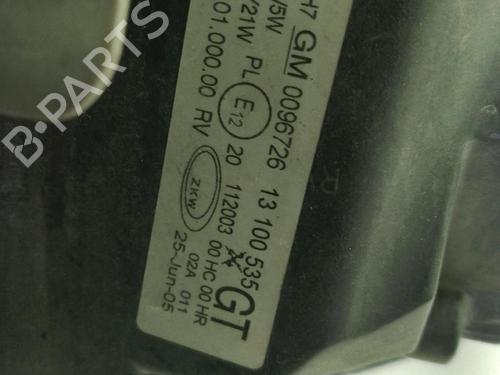 H7 GM 0096726 13 100 535 GT
/5W
/21W PL E12 20 112003 00 HC 00 HR
01.000.00 RV ZKW 02A 011
25-Jun-05
B-PARTS